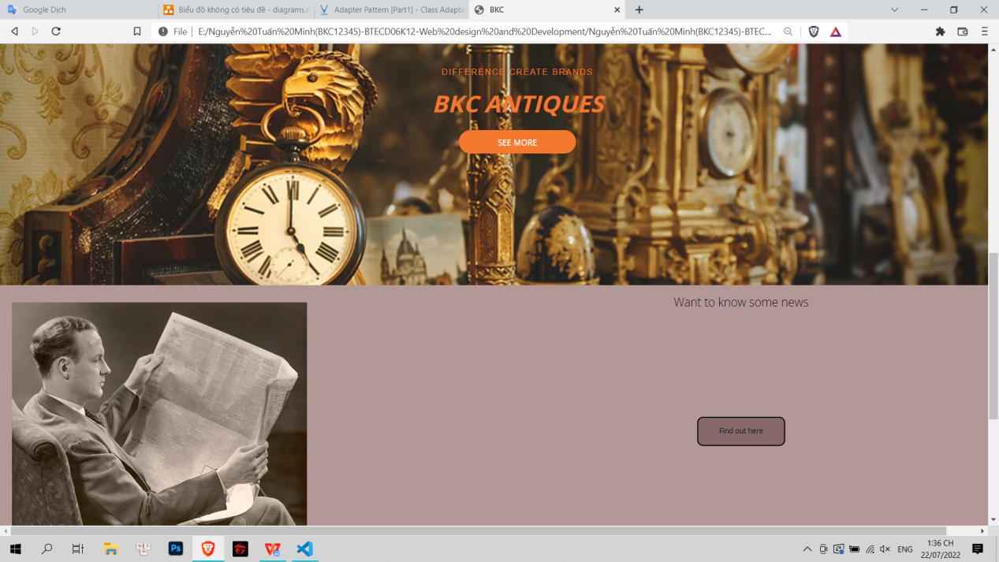 Google Dịch
Biểu đồ không có tiêu đề - diagrams.n
Adapter Pattern [Part1] - Class Adapte
BKC
File
E:/Nguyễn%20Tuấn%20Minh(BKC12345)-BTECD06K12-Web%20design%20and%20Development/Nguyễn%20Tuấn%20Minh(BKC12345)-BTEC...
DIFFERENCE CREATE BRANDS
BKC ANTIQUES
SEE MORE
Want to know some news
Find out here
Ps
ENG
1:36 CH
22/07/2022